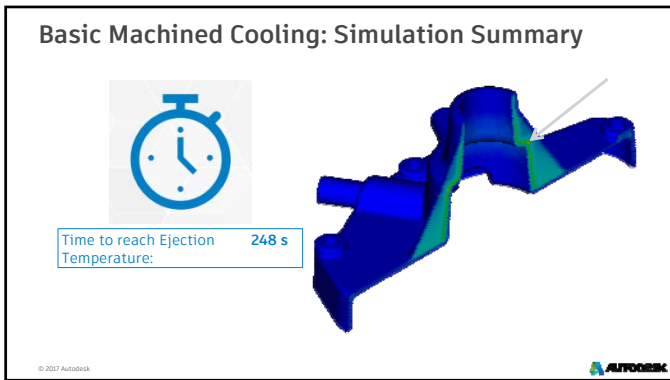 Basic Machined Cooling: Simulation Summary
Time to reach Ejection 248 s
Temperature:
© 2017 Autodesk
AUTODESK